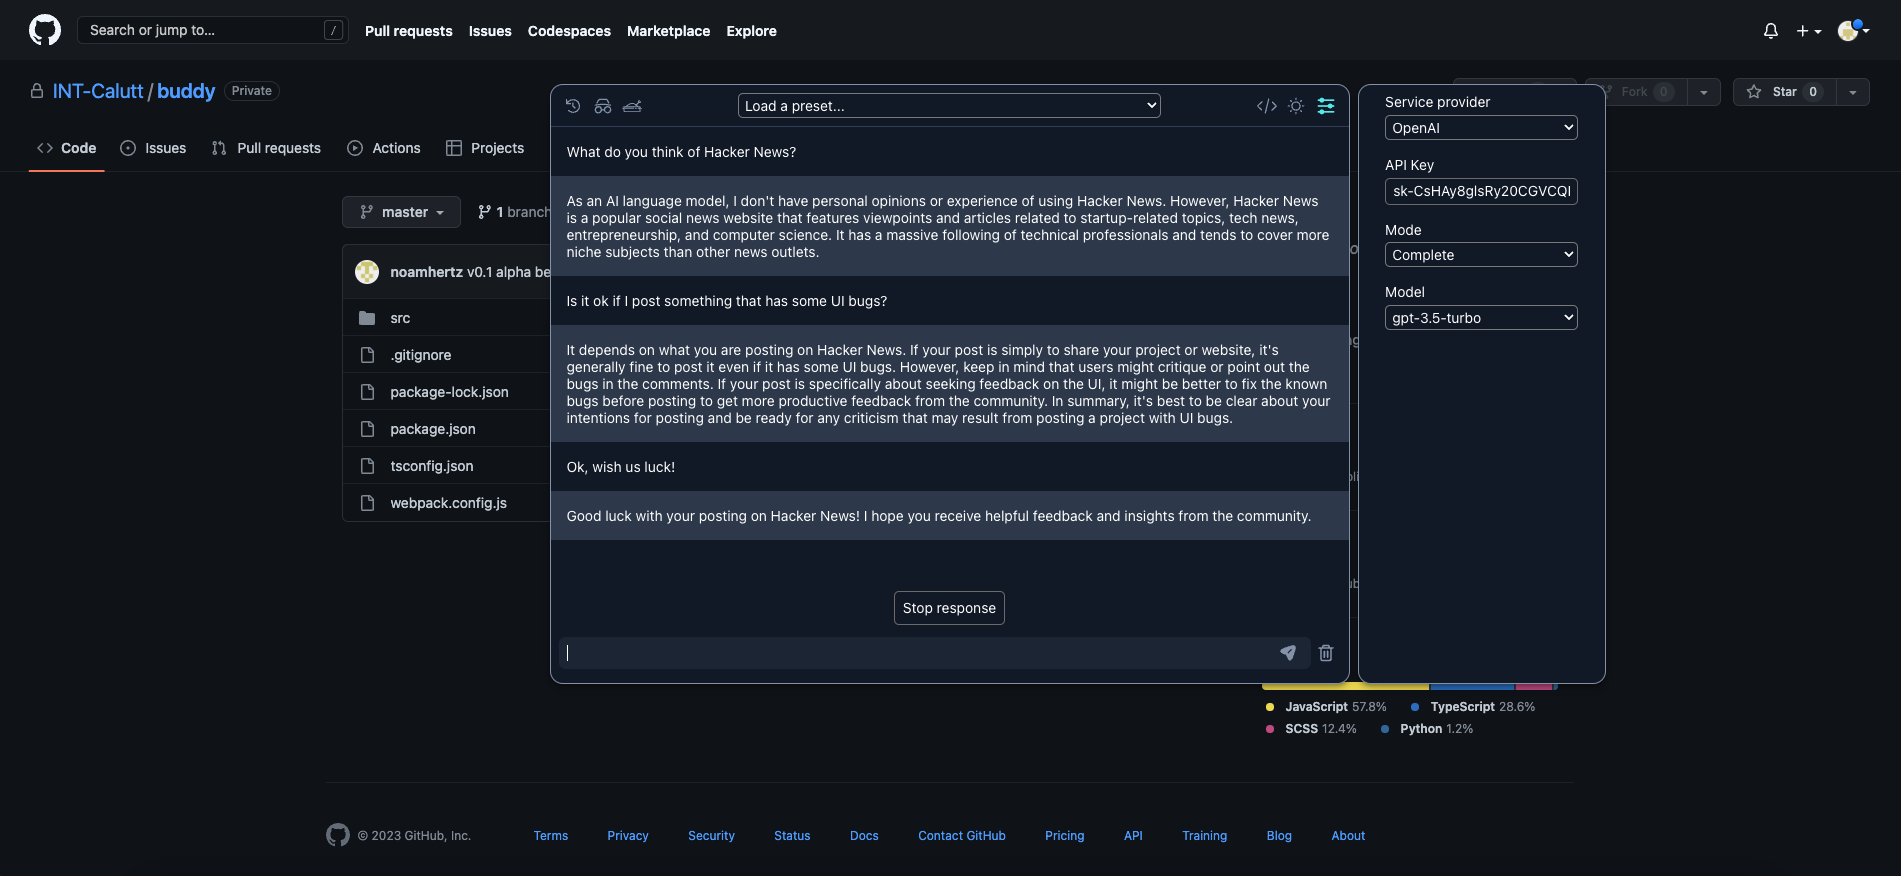 Search or jump to...
/
Pull requests
Issues
Codespaces
Marketplace
Explore
INT-Calutt / buddy
Private
Fork 0
Star 0
Code
Issues
Pull requests
Actions
Projects
master
1 branch
noamhertz v0.1 alpha be
src
.gitignore
package-lock.json
package.json
tsconfig.json
webpack.config.js
Load a preset...
What do you think of Hacker News?
As an AI language model, I don't have personal opinions or experience of using Hacker News. However, Hacker News
is a popular social news website that features viewpoints and articles related to startup-related topics, tech news,
entrepreneurship, and computer science. It has a massive following of technical professionals and tends to cover more
niche subjects than other news outlets.
Is it ok if I post something that has some UI bugs?
It depends on what you are posting on Hacker News. If your post is simply to share your project or website, it's
generally fine to post it even if it has some UI bugs. However, keep in mind that users might critique or point out the
bugs in the comments. If your post is specifically about seeking feedback on the UI, it might be better to fix the known
bugs before posting to get more productive feedback from the community. In summary, it's best to be clear about your
intentions for posting and be ready for any criticism that may result from posting a project with UI bugs.
Ok, wish us luck!
Good luck with your posting on Hacker News! I hope you receive helpful feedback and insights from the community.
Stop response
Service provider
OpenAI
API Key
sk-CsHAy8glsRy20CGVCQI
Mode
Complete
Model
gpt-3.5-turbo
JavaScript 57.8%
TypeScript 28.6%
SCSS 12.4%
Python 1.2%
© 2023 GitHub, Inc.
Terms
Privacy
Security
Status
Docs
Contact GitHub
Pricing
API
Training
Blog
About